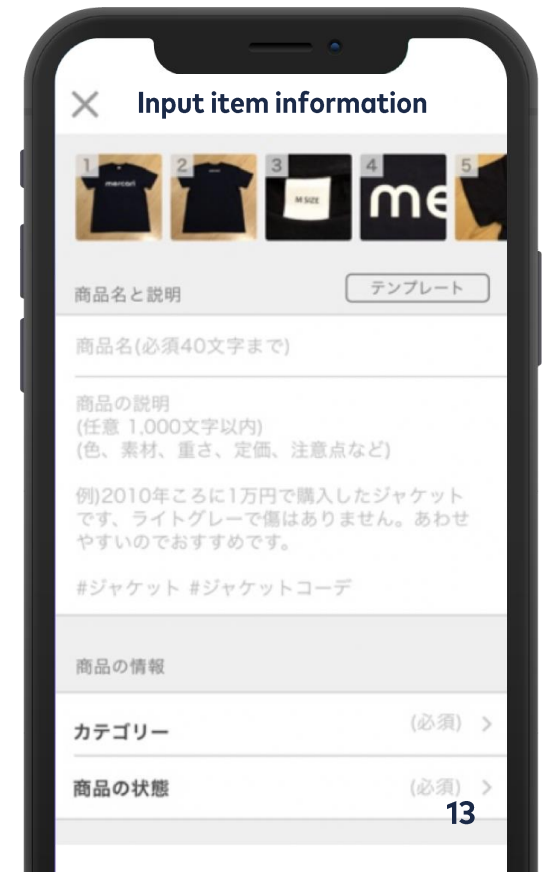 Input item information
1
2
3
4
5
mercari
M SIZE
me
商品名と説明
テンプレート
商品名(必須40文字まで)
商品の説明
(任意 1,000文字以内)
(色、素材、重さ、定価、注意点など)
例)2010年ころに1万円で購入したジャケット
です、ライトグレーで傷はありません。あわせ
やすいのでおすすめです。
#ジャケット #ジャケットコーデ
商品の情報
カテゴリー
(必須)
商品の状態
(必須)
13